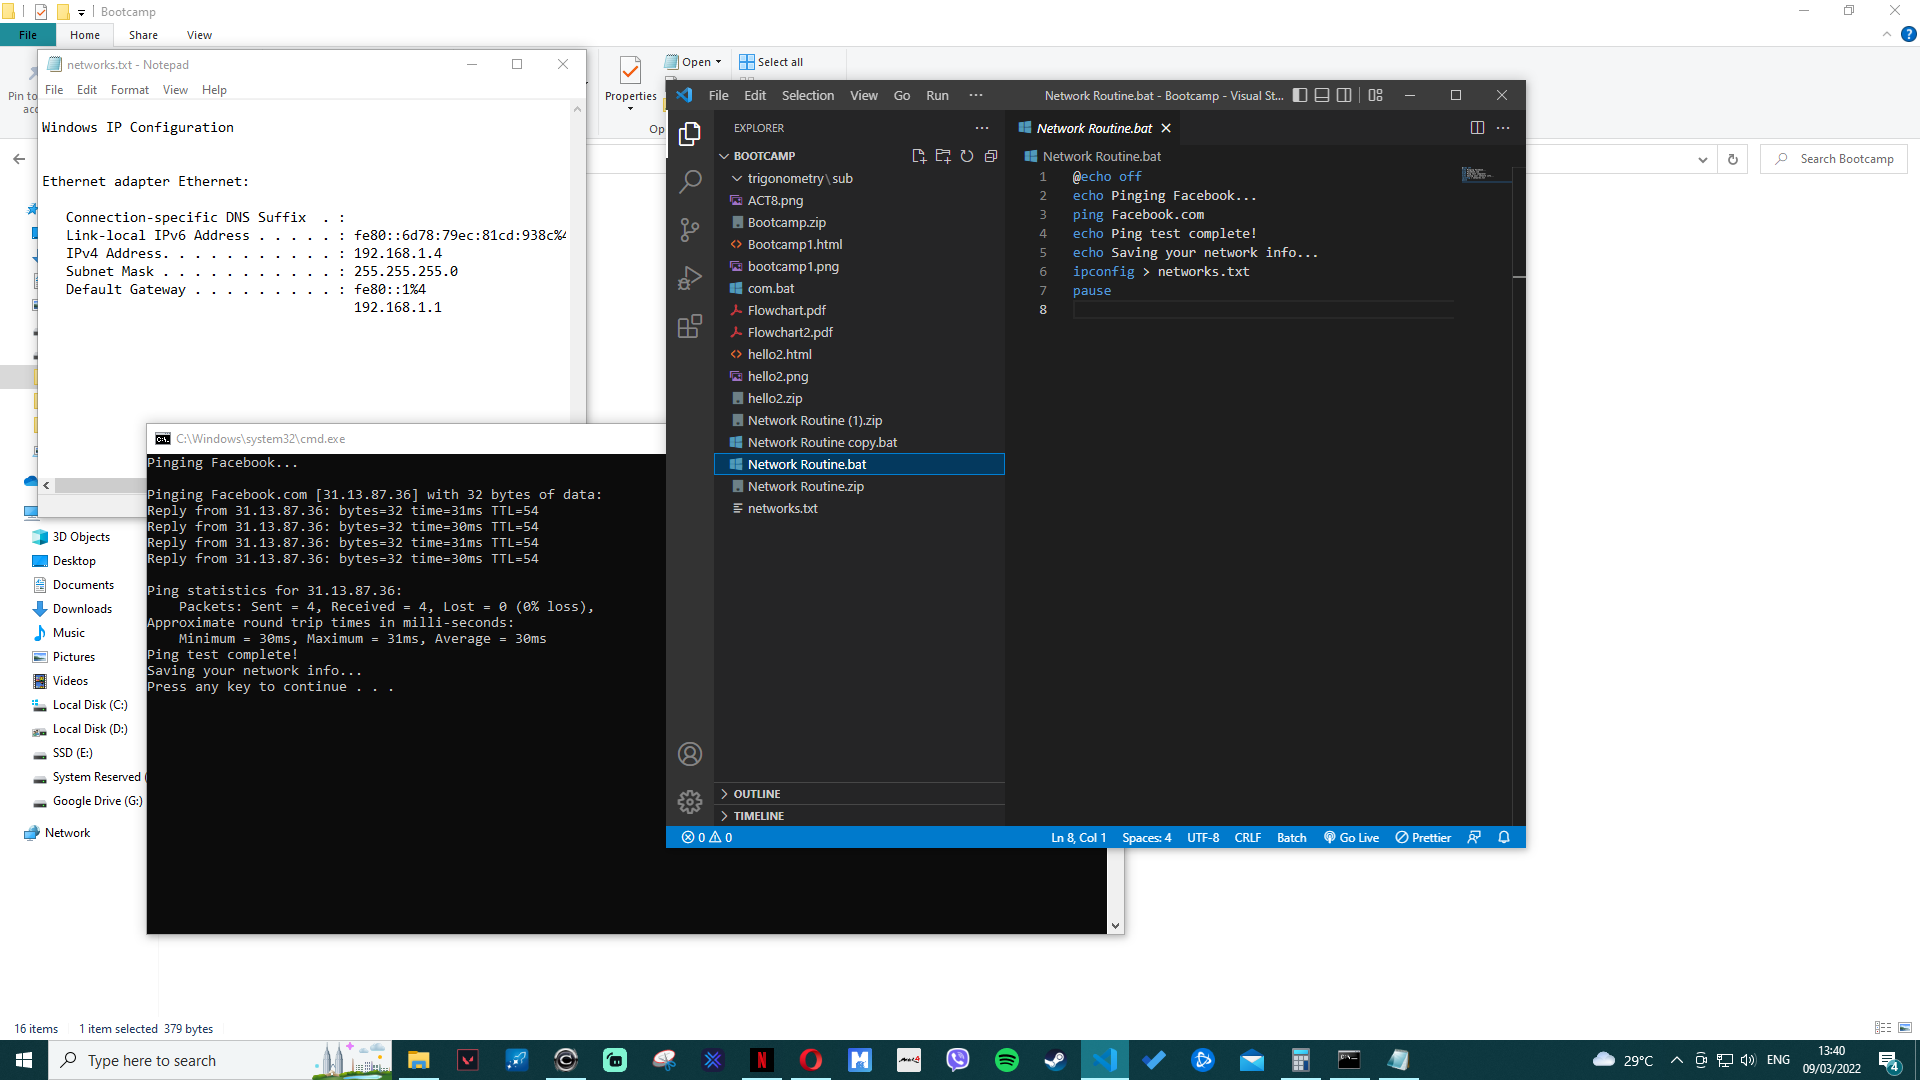 Bootcamp
File Home Share View
Pin to
acc
Properties
Open
Select all
Op
Search Bootcamp
networks.txt - Notepad
File Edit Format View Help
Windows IP Configuration
Ethernet adapter Ethernet:
Connection-specific DNS Suffix  . :
Link-local IPv6 Address . . . . . : fe80::6d78:79ec:81cd:938c%4
IPv4 Address. . . . . . . . . . . : 192.168.1.4
Subnet Mask . . . . . . . . . . . : 255.255.255.0
Default Gateway . . . . . . . . . : fe80::1%4
192.168.1.1
C:\Windows\system32\cmd.exe
Pinging Facebook...
Pinging Facebook.com [31.13.87.36] with 32 bytes of data:
Reply from 31.13.87.36: bytes=32 time=31ms TTL=54
Reply from 31.13.87.36: bytes=32 time=30ms TTL=54
Reply from 31.13.87.36: bytes=32 time=31ms TTL=54
Reply from 31.13.87.36: bytes=32 time=30ms TTL=54
Ping statistics for 31.13.87.36:
Packets: Sent = 4, Received = 4, Lost = 0 (0% loss),
Approximate round trip times in milli-seconds:
Minimum = 30ms, Maximum = 31ms, Average = 30ms
Ping test complete!
Saving your network info...
Press any key to continue . . .
File Edit Selection View Go Run ···
Network Routine.bat - Bootcamp - Visual St...
EXPLORER
BOOTCAMP
trigonometry\sub
ACT8.png
Bootcamp.zip
Bootcamp1.html
bootcamp1.png
com.bat
Flowchart.pdf
Flowchart2.pdf
hello2.html
hello2.png
hello2.zip
Network Routine (1).zip
Network Routine copy.bat
Network Routine.bat
Network Routine.zip
networks.txt
OUTLINE
TIMELINE
Network Routine.bat
Network Routine.bat
1 @echo off
2 echo Pinging Facebook...
3 ping Facebook.com
4 echo Ping test complete!
5 echo Saving your network info...
6 ipconfig > networks.txt
7 pause
8
0 0
Ln 8, Col 1 Spaces: 4 UTF-8 CRLF Batch Go Live Prettier
3D Objects
Desktop
Documents
Downloads
Music
Pictures
Videos
Local Disk (C:)
Local Disk (D:)
SSD (E:)
System Reserved (
Google Drive (G:)
Network
16 items 1 item selected 379 bytes
Type here to search
29°C
ENG
13:40
09/03/2022
4